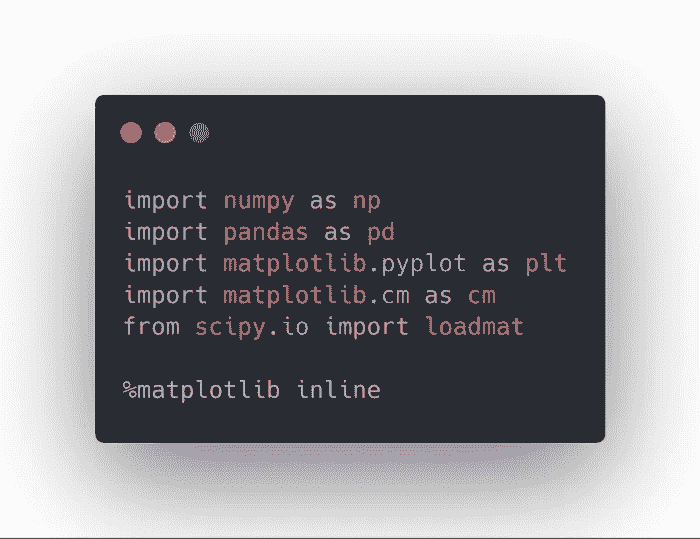 import numpy as np
import pandas as pd
import matplotlib.pyplot as plt
import matplotlib.cm as cm
from scipy.io import loadmat
%matplotlib inline